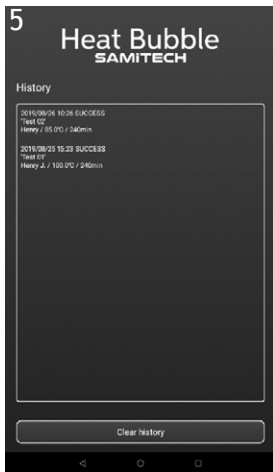 5
Heat Bubble
SAMITECH
History
2019/08/26 10:26 SUCCESS
'Test 02'
Henry / 85.0°C / 240min
2019/08/25 15:23 SUCCESS
'Test 01'
Henry J. / 100.0°C / 240min
Clear history